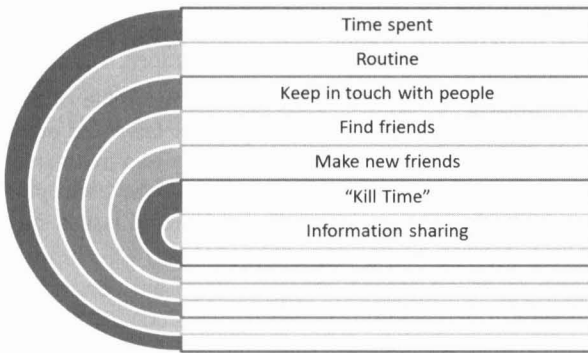 Time spent
Routine
Keep in touch with people
Find friends
Make new friends
“Kill Time”
Information sharing